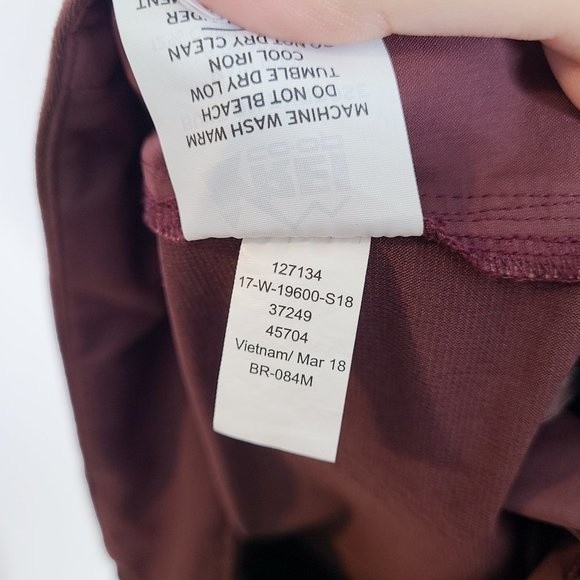 MACHINE WASH WARM
DO NOT BLEACH
TUMBLE DRY LOW
COOL IRON
DO NOT DRY CLEAN
127134
17-W-19600-S18
37249
45704
Vietnam/ Mar 18
BR-084M